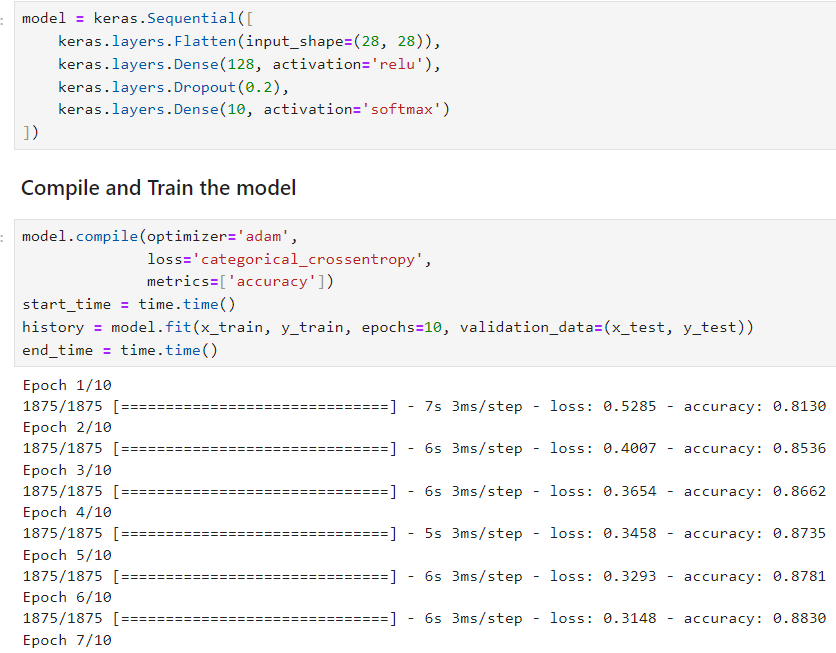 model = keras.Sequential([
    keras.layers.Flatten(input_shape=(28, 28)),
    keras.layers.Dense(128, activation='relu'),
    keras.layers.Dropout(0.2),
    keras.layers.Dense(10, activation='softmax')
])
Compile and Train the model
model.compile(optimizer='adam',
              loss='categorical_crossentropy',
              metrics=['accuracy'])
start_time = time.time()
history = model.fit(x_train, y_train, epochs=10, validation_data=(x_test, y_test))
end_time = time.time()
Epoch 1/10
1875/1875 [==============================] - 7s 3ms/step - loss: 0.5285 - accuracy: 0.8130
Epoch 2/10
1875/1875 [==============================] - 6s 3ms/step - loss: 0.4007 - accuracy: 0.8536
Epoch 3/10
1875/1875 [==============================] - 6s 3ms/step - loss: 0.3654 - accuracy: 0.8662
Epoch 4/10
1875/1875 [==============================] - 5s 3ms/step - loss: 0.3458 - accuracy: 0.8735
Epoch 5/10
1875/1875 [==============================] - 6s 3ms/step - loss: 0.3293 - accuracy: 0.8781
Epoch 6/10
1875/1875 [==============================] - 6s 3ms/step - loss: 0.3148 - accuracy: 0.8830
Epoch 7/10